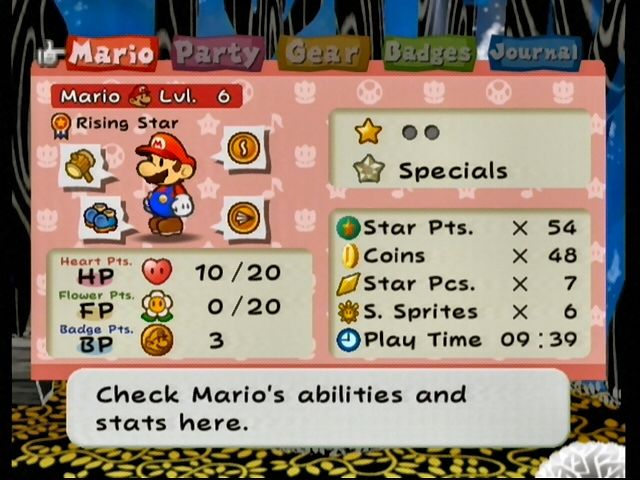 Mario Party Gear Badges Journal
Mario Lvl. 6
Rising Star
M
Specials
Heart Pts.
HP 10/20
Flower Pts.
FP 0/20
Badge Pts.
BP 3
Star Pts. × 54
Coins × 48
Star Pcs. × 7
S. Sprites × 6
Play Time 09:39
Check Mario's abilities and
stats here.